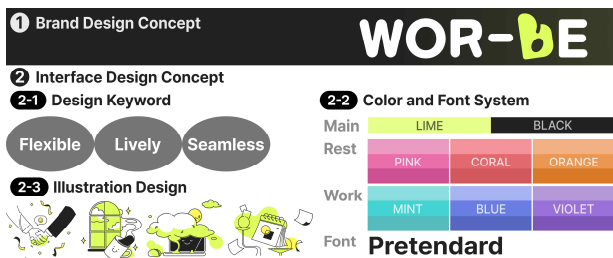 1 Brand Design Concept
WOR-bE
2 Interface Design Concept
2-1 Design Keyword
Flexible Lively Seamless
2-2 Color and Font System
Main LIME BLACK
Rest PINK CORAL ORANGE
Work MINT BLUE VIOLET
Font Pretendard
2-3 Illustration Design